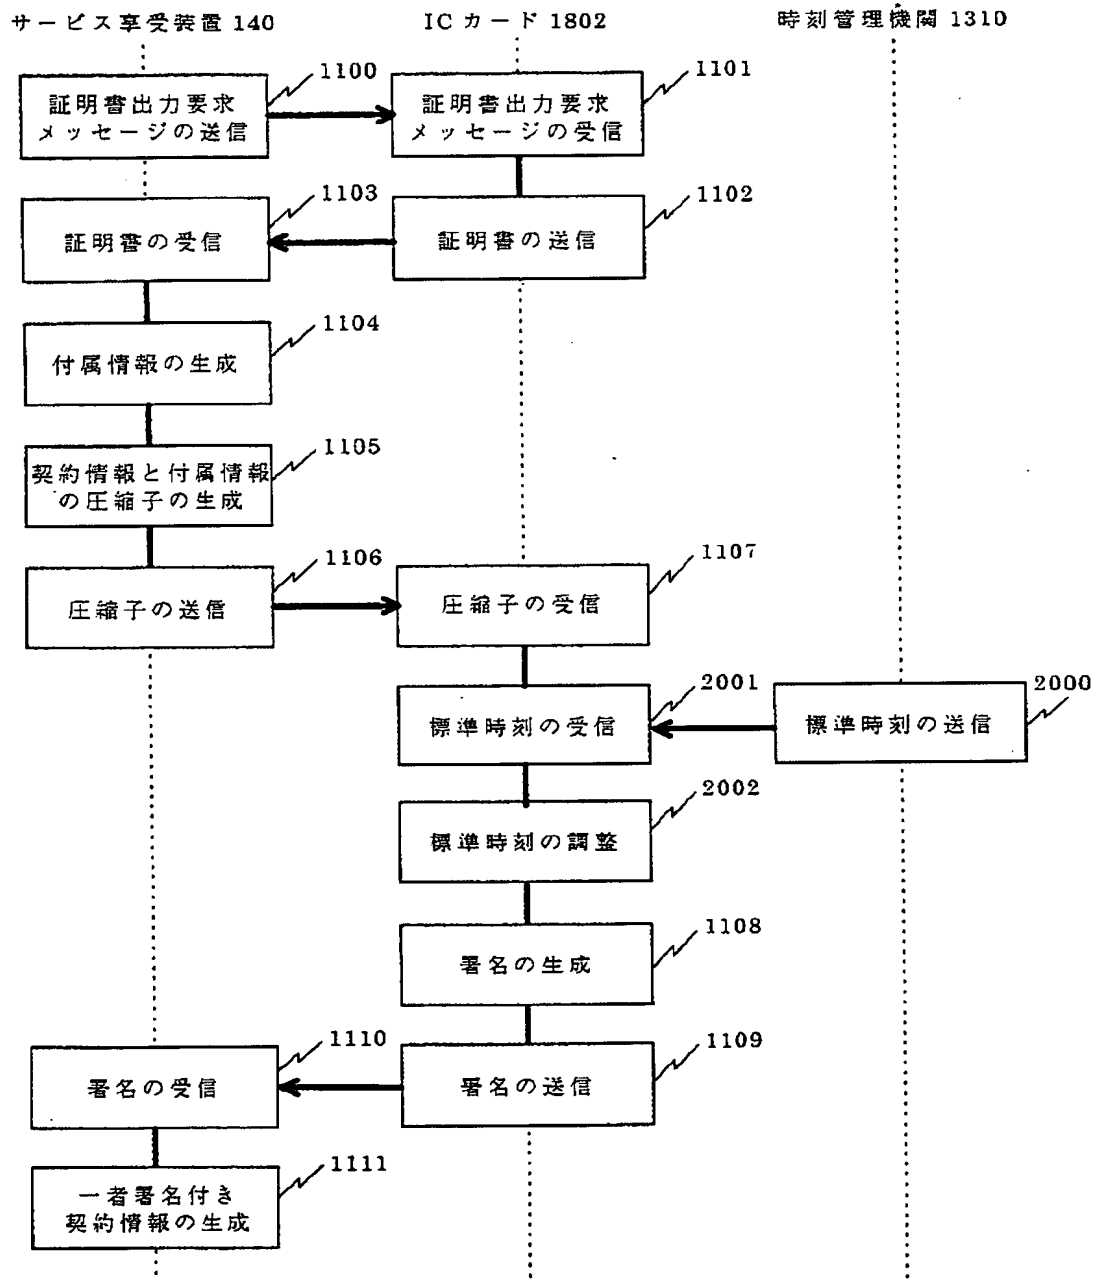 サービス享受装置 140
ICカード 1802
時刻管理機関 1310
1100
証明書出力要求
メッセージの送信
1101
証明書出力要求
メッセージの受信
1103
証明書の受信
1102
証明書の送信
1104
付属情報の生成
1105
契約情報と付属情報
の圧縮子の生成
1106
圧縮子の送信
1107
圧縮子の受信
2001
標準時刻の受信
2000
標準時刻の送信
2002
標準時刻の調整
1108
署名の生成
1110
署名の受信
1109
署名の送信
1111
一者署名付き
契約情報の生成